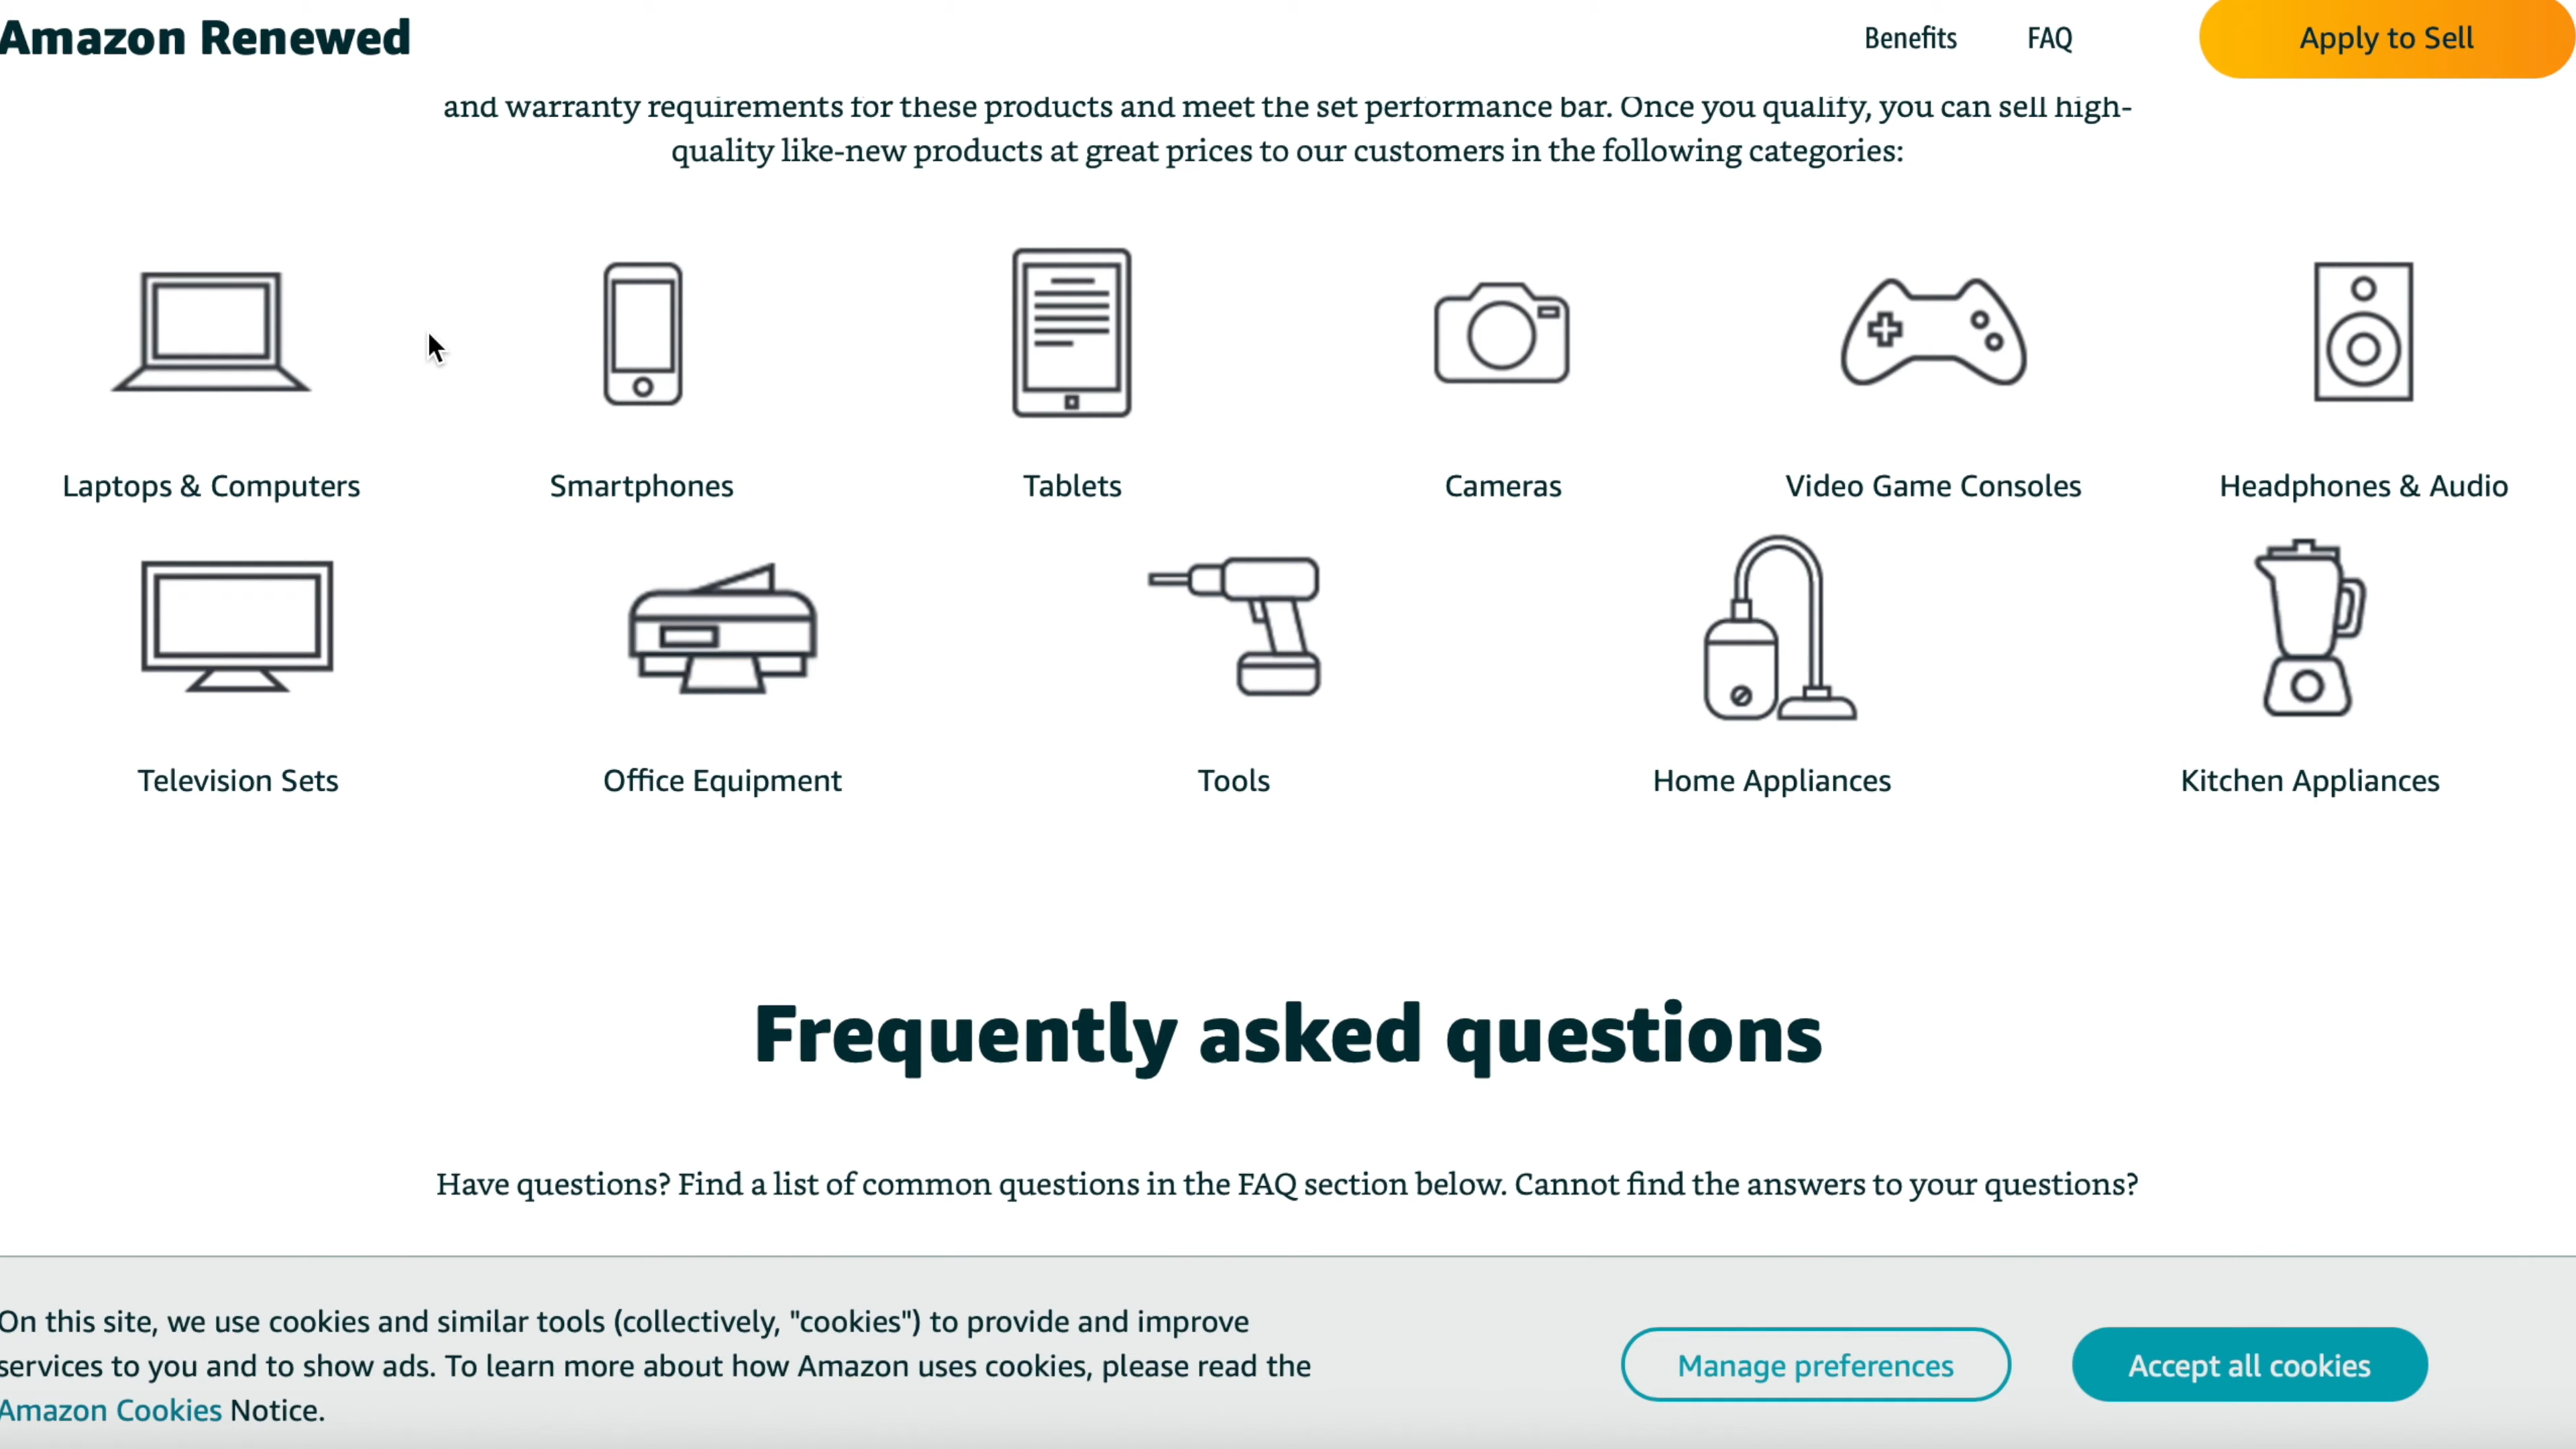 Amazon Renewed
Benefits
FAQ
Apply to Sell
and warranty requirements for these products and meet the set performance bar. Once you qualify, you can sell high-
quality like-new products at great prices to our customers in the following categories:
Laptops & Computers
Smartphones
Tablets
Cameras
Video Game Consoles
Headphones & Audio
Television Sets
Office Equipment
Tools
Home Appliances
Kitchen Appliances
Frequently asked questions
Have questions? Find a list of common questions in the FAQ section below. Cannot find the answers to your questions?
On this site, we use cookies and similar tools (collectively, "cookies") to provide and improve
services to you and to show ads. To learn more about how Amazon uses cookies, please read the
Amazon Cookies Notice.
Manage preferences
Accept all cookies